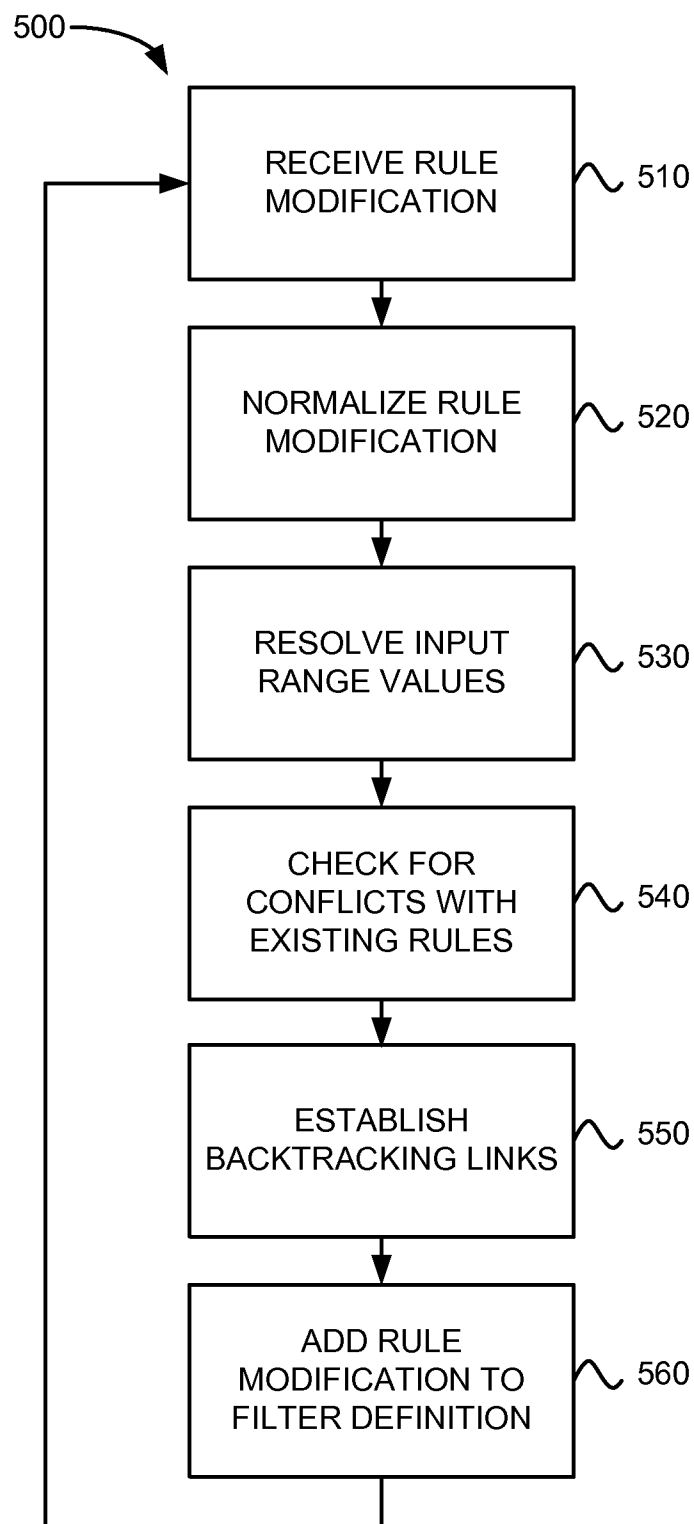 500
RECEIVE RULE
MODIFICATION
510
NORMALIZE RULE
MODIFICATION
520
RESOLVE INPUT
RANGE VALUES
530
CHECK FOR
CONFLICTS WITH
EXISTING RULES
540
ESTABLISH
BACKTRACKING LINKS
550
ADD RULE
MODIFICATION TO
FILTER DEFINITION
560